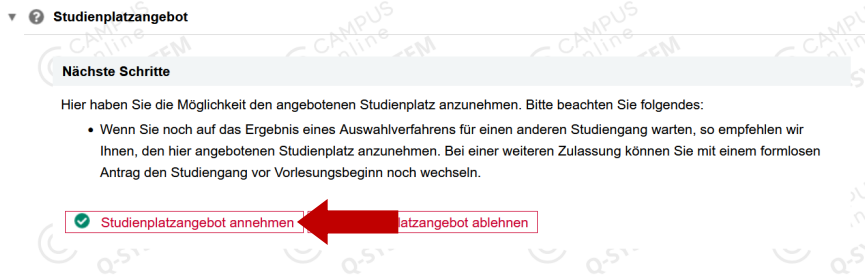 Studienplatzangebot
Nächste Schritte
Hier haben Sie die Möglichkeit den angebotenen Studienplatz anzunehmen. Bitte beachten Sie folgendes:
• Wenn Sie noch auf das Ergebnis eines Auswahlverfahrens für einen anderen Studiengang warten, so empfehlen wir
Ihnen, den hier angebotenen Studienplatz anzunehmen. Bei einer weiteren Zulassung können Sie mit einem formlosen
Antrag den Studiengang vor Vorlesungsbeginn noch wechseln.
Studienplatzangebot annehmen latzangebot ablehnen